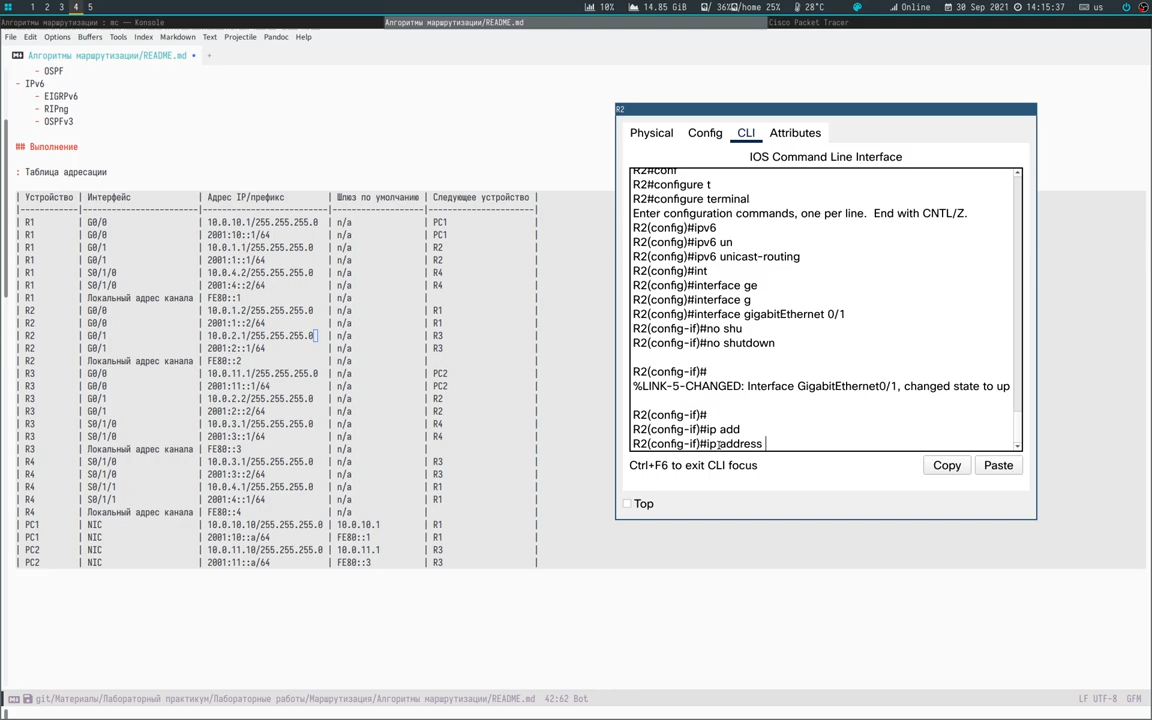 1 2 3 4 5 10% 14.85 GiB / 36% /home 25% 28°C Online 30 Sep 2021 14:15:37 us
Алгоритмы маршрутизации : mc — Konsole Алгоритмы маршрутизации/README.md Cisco Packet Tracer
File Edit Options Buffers Tools Index Markdown Text Projectile Pandoc Help
Алгоритмы маршрутизации/README.md • +
- OSPF
- IPv6
- EIGRPv6
- RIPng
- OSPFv3
## Выполнение
: Таблица адресации
| Устройство | Интерфейс | Адрес IP/префикс | Шлюз по умолчанию | Следующее устройство |
| R1 | G0/0 | 10.0.10.1/255.255.255.0 | n/a | PC1 |
| R1 | G0/0 | 2001:10::1/64 | n/a | PC1 |
| R1 | G0/1 | 10.0.1.1/255.255.255.0 | n/a | R2 |
| R1 | G0/1 | 2001:1::1/64 | n/a | R2 |
| R1 | S0/1/0 | 10.0.4.2/255.255.255.0 | n/a | R4 |
| R1 | S0/1/0 | 2001:4::2/64 | n/a | R4 |
| R1 | Локальный адрес канала | FE80::1 | n/a | |
| R2 | G0/0 | 10.0.1.2/255.255.255.0 | n/a | R1 |
| R2 | G0/0 | 2001:1::2/64 | n/a | R1 |
| R2 | G0/1 | 10.0.2.1/255.255.255.0 | n/a | R3 |
| R2 | G0/1 | 2001:2::1/64 | n/a | R3 |
| R2 | Локальный адрес канала | FE80::2 | n/a | |
| R3 | G0/0 | 10.0.11.1/255.255.255.0 | n/a | PC2 |
| R3 | G0/0 | 2001:11::1/64 | n/a | PC2 |
| R3 | G0/1 | 10.0.2.2/255.255.255.0 | n/a | R2 |
| R3 | G0/1 | 2001:2::2/64 | n/a | R2 |
| R3 | S0/1/0 | 10.0.3.1/255.255.255.0 | n/a | R4 |
| R3 | S0/1/0 | 2001:3::1/64 | n/a | R4 |
| R3 | Локальный адрес канала | FE80::3 | n/a | |
| R4 | S0/1/0 | 10.0.3.1/255.255.255.0 | n/a | R3 |
| R4 | S0/1/0 | 2001:3::2/64 | n/a | R3 |
| R4 | S0/1/1 | 10.0.4.1/255.255.255.0 | n/a | R1 |
| R4 | S0/1/1 | 2001:4::1/64 | n/a | R1 |
| R4 | Локальный адрес канала | FE80::4 | n/a | |
| PC1 | NIC | 10.0.10.10/255.255.255.0 | 10.0.10.1 | R1 |
| PC1 | NIC | 2001:10::a/64 | FE80::1 | R1 |
| PC2 | NIC | 10.0.11.10/255.255.255.0 | 10.0.11.1 | R3 |
| PC2 | NIC | 2001:11::a/64 | FE80::3 | R3 |
R2
Physical Config CLI Attributes
IOS Command Line Interface
R2#conf
R2#configure t
R2#configure terminal
Enter configuration commands, one per line. End with CNTL/Z.
R2(config)#ipv6
R2(config)#ipv6 un
R2(config)#ipv6 unicast-routing
R2(config)#int
R2(config)#interface ge
R2(config)#interface g
R2(config)#interface gigabitEthernet 0/1
R2(config-if)#no shu
R2(config-if)#no shutdown
R2(config-if)#
%LINK-5-CHANGED: Interface GigabitEthernet0/1, changed state to up
R2(config-if)#
R2(config-if)#ip add
R2(config-if)#ip address
Ctrl+F6 to exit CLI focus Copy Paste
Top
git/Материалы/Лабораторный практикум/Лабораторные работы/Маршрутизация/Алгоритмы маршрутизации/README.md 42:62 Bot LF UTF-8 GFM